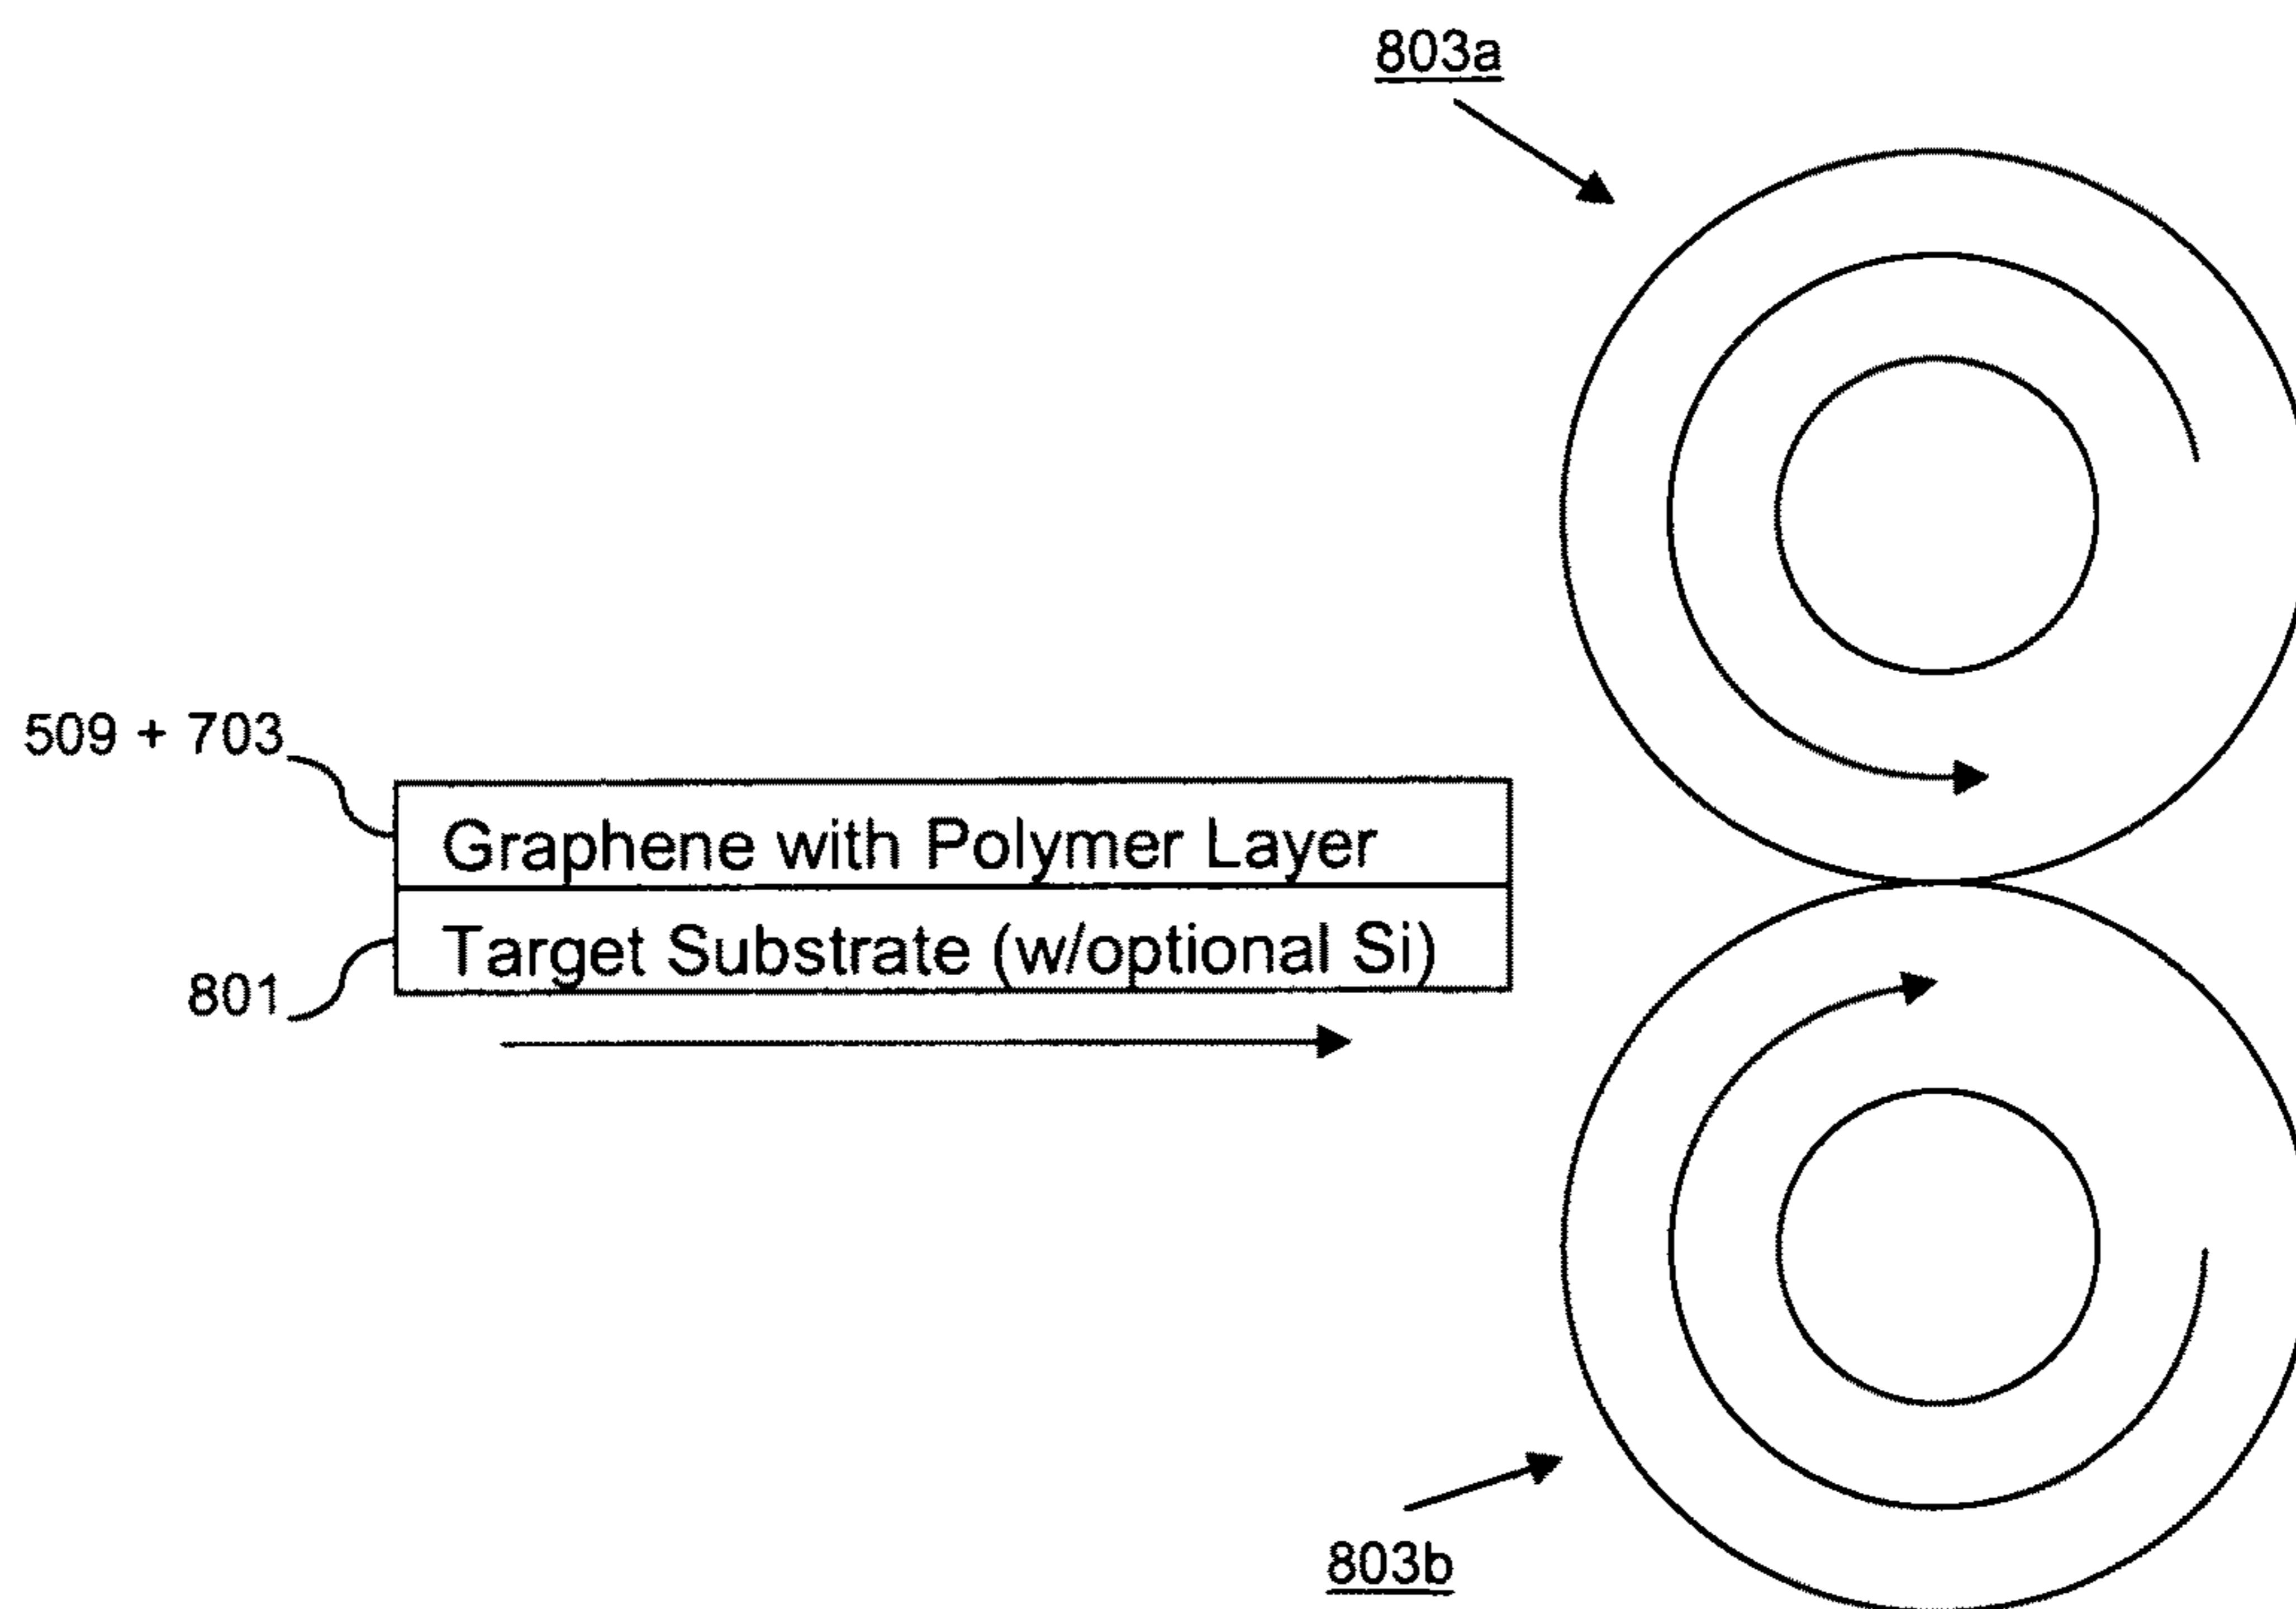 803a
509 + 703
Graphene with Polymer Layer
Target Substrate (w/optional Si)
801
803b